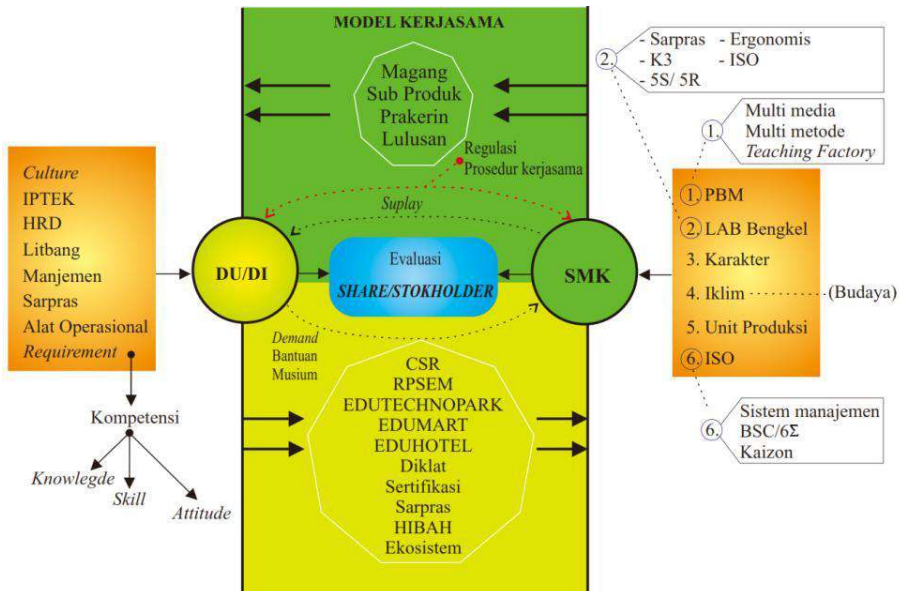 MODEL KERJASAMA
Magang
Sub Produk
Prakerin
Lulusan
Regulasi
Prosedur kerjasama
Suplay
DU/DI
Evaluasi
SHARE/STOKHOLDER
SMK
Demand
Bantuan
Musium
CSR
RPSEM
EDUTECHNOPARK
EDUMART
EDUHOTEL
Diklat
Sertifikasi
Sarpras
HIBAH
Ekosistem
Culture
IPTEK
HRD
Litbang
Manjemen
Sarpras
Alat Operasional
Requirement
Kompetensi
Knowlegde
Skill
Attitude
2.
- Sarpras - Ergonomis
- K3 - ISO
- 5S/ 5R
1.
Multi media
Multi metode
Teaching Factory
1. PBM
2. LAB Bengkel
3. Karakter
4. Iklim (Budaya)
5. Unit Produksi
6. ISO
6.
Sistem manajemen
BSC/6Σ
Kaizon